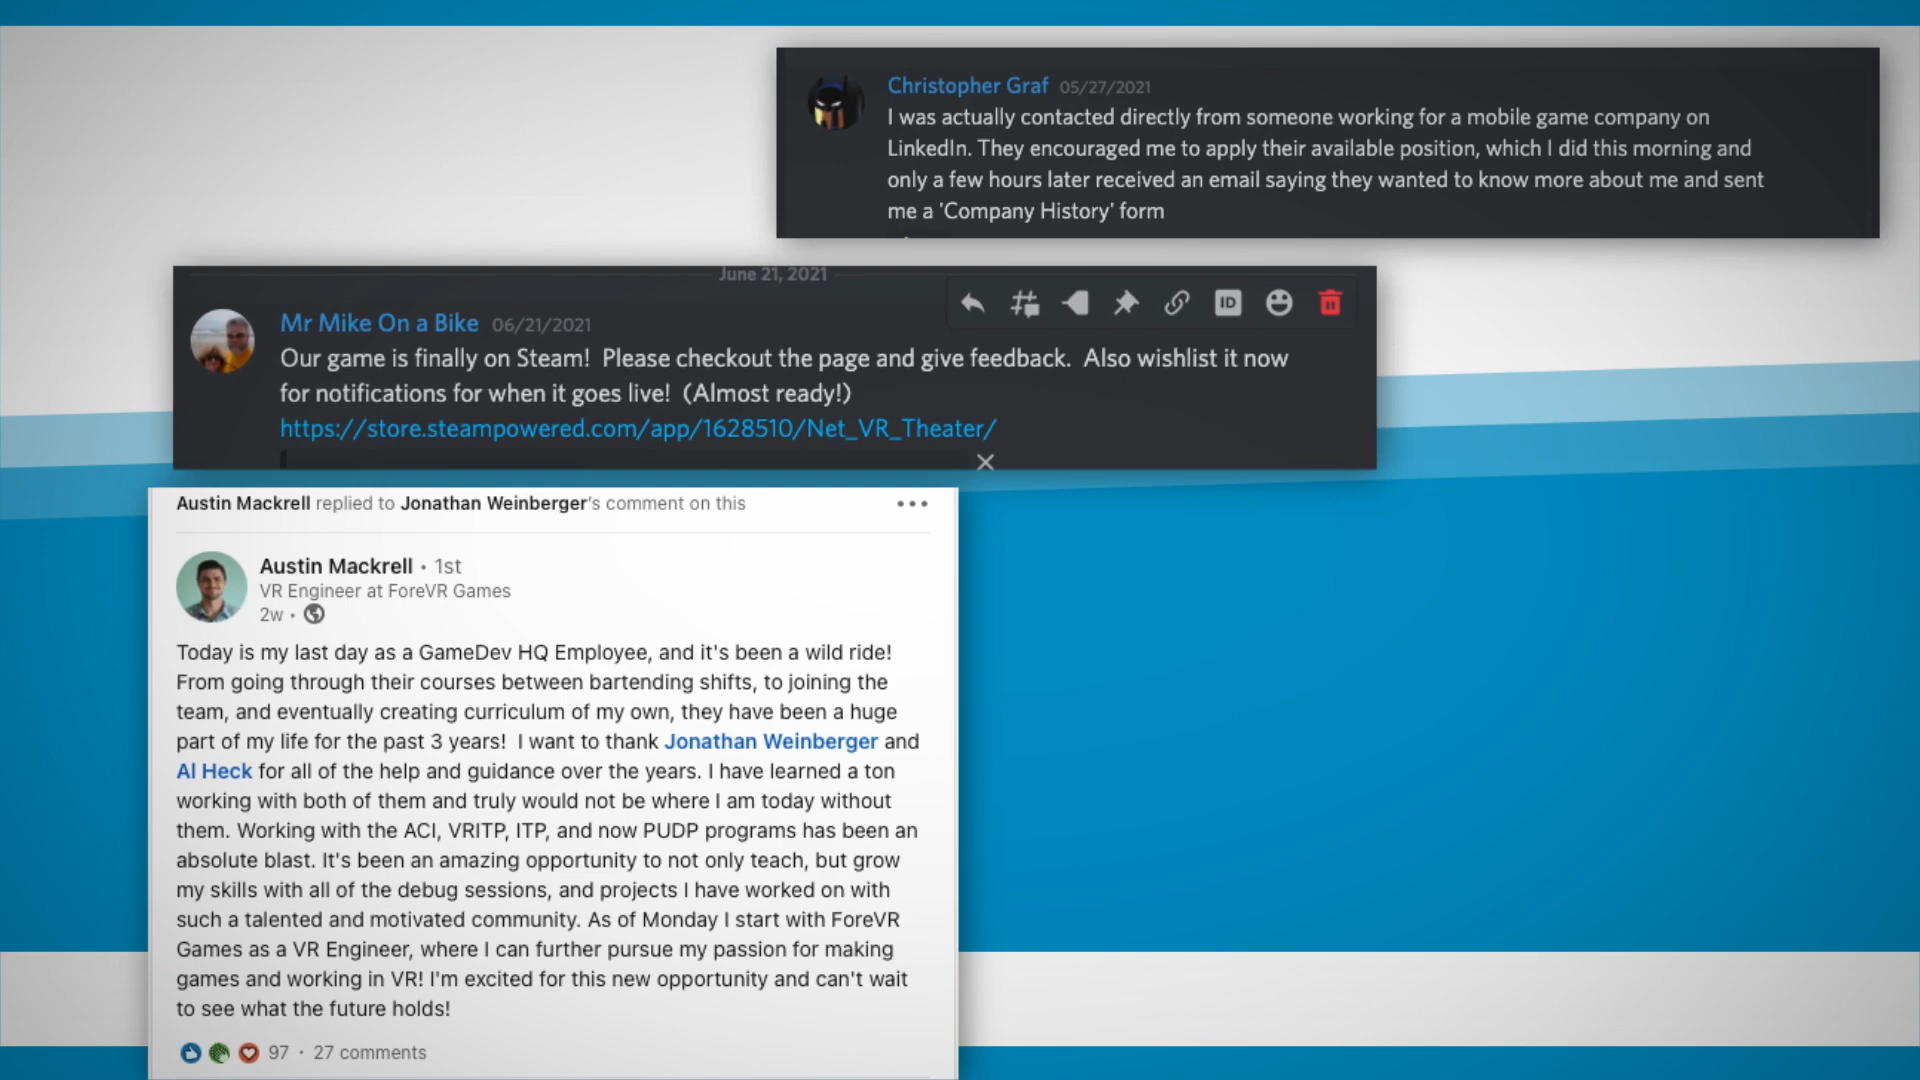 Christopher Graf 05/27/2021
I was actually contacted directly from someone working for a mobile game company on
LinkedIn. They encouraged me to apply their available position, which I did this morning and
only a few hours later received an email saying they wanted to know more about me and sent
me a 'Company History' form
June 21, 2021
ID
Mr Mike On a Bike 06/21/2021
Our game is finally on Steam! Please checkout the page and give feedback. Also wishlist it now
for notifications for when it goes live! (Almost ready!)
https://store.steampowered.com/app/1628510/Net_VR_Theater/
Austin Mackrell replied to Jonathan Weinberger's comment on this
Austin Mackrell • 1st
VR Engineer at ForeVR Games
2w •
Today is my last day as a GameDev HQ Employee, and it's been a wild ride!
From going through their courses between bartending shifts, to joining the
team, and eventually creating curriculum of my own, they have been a huge
part of my life for the past 3 years! I want to thank Jonathan Weinberger and
Al Heck for all of the help and guidance over the years. I have learned a ton
working with both of them and truly would not be where I am today without
them. Working with the ACI, VRITP, ITP, and now PUDP programs has been an
absolute blast. It's been an amazing opportunity to not only teach, but grow
my skills with all of the debug sessions, and projects I have worked on with
such a talented and motivated community. As of Monday I start with ForeVR
Games as a VR Engineer, where I can further pursue my passion for making
games and working in VR! I'm excited for this new opportunity and can't wait
to see what the future holds!
97 • 27 comments